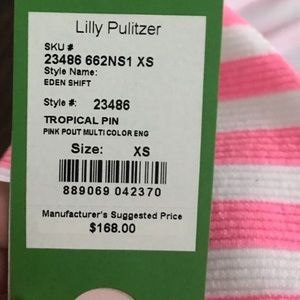 Lilly Pulitzer
SKU #
23486 662NS1 XS
Style Name:
EDEN SHIFT
Style #: 23486
TROPICAL PIN
PINK POUT MULTI COLOR ENG
Size: XS
889069 042370
Manufacturer's Suggested Price
$168.00